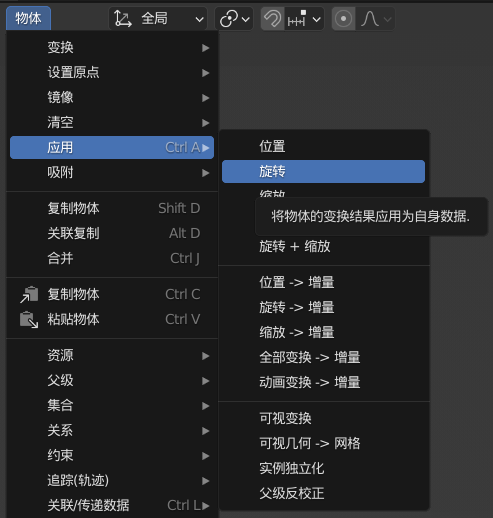 物体
全局
变换
设置原点
镜像
清空
应用 Ctrl A
吸附
复制物体 Shift D
关联复制 Alt D
合并 Ctrl J
复制物体 Ctrl C
粘贴物体 Ctrl V
资源
父级
集合
关系
约束
追踪(轨迹)
关联/传递数据 Ctrl L
位置
旋转
缩放
将物体的变换结果应用为自身数据.
旋转 + 缩放
位置 -> 增量
旋转 -> 增量
缩放 -> 增量
全部变换 -> 增量
动画变换 -> 增量
可视变换
可视几何 -> 网格
实例独立化
父级反校正